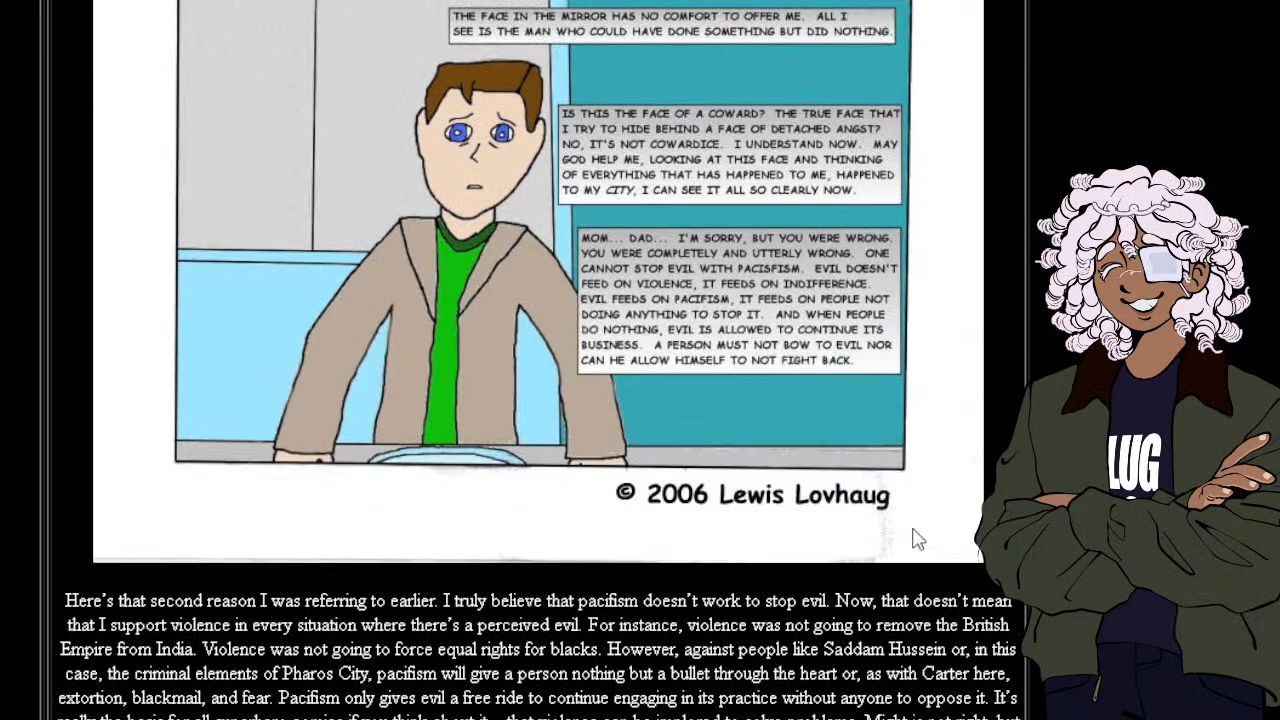 THE FACE IN THE MIRROR HAS NO COMFORT TO OFFER ME. ALL I
SEE IS THE MAN WHO COULD HAVE DONE SOMETHING BUT DID NOTHING.
IS THIS THE FACE OF A COWARD? THE TRUE FACE THAT
I TRY TO HIDE BEHIND A FACE OF DETACHED ANGST?
NO, IT'S NOT COWARDICE. I UNDERSTAND NOW. MAY
GOD HELP ME, LOOKING AT THIS FACE AND THINKING
OF EVERYTHING THAT HAS HAPPENED TO ME, HAPPENED
TO MY CITY, I CAN SEE IT ALL SO CLEARLY NOW.
MOM... DAD... I'M SORRY, BUT YOU WERE WRONG.
YOU WERE COMPLETELY AND UTTERLY WRONG. ONE
CANNOT STOP EVIL WITH PACISFISM. EVIL DOESN'T
FEED ON VIOLENCE, IT FEEDS ON INDIFFERENCE.
EVIL FEEDS ON PACIFISM, IT FEEDS ON PEOPLE NOT
DOING ANYTHING TO STOP IT. AND WHEN PEOPLE
DO NOTHING, EVIL IS ALLOWED TO CONTINUE ITS
BUSINESS. A PERSON MUST NOT BOW TO EVIL NOR
CAN HE ALLOW HIMSELF TO NOT FIGHT BACK.
© 2006 Lewis Lovhaug
LUG
Here's that second reason I was referring to earlier. I truly believe that pacifism doesn't work to stop evil. Now, that doesn't mean
that I support violence in every situation where there's a perceived evil. For instance, violence was not going to remove the British
Empire from India. Violence was not going to force equal rights for blacks. However, against people like Saddam Hussein or, in this
case, the criminal elements of Pharos City, pacifism will give a person nothing but a bullet through the heart or, as with Carter here,
extortion, blackmail, and fear. Pacifism only gives evil a free ride to continue engaging in its practice without anyone to oppose it. It's